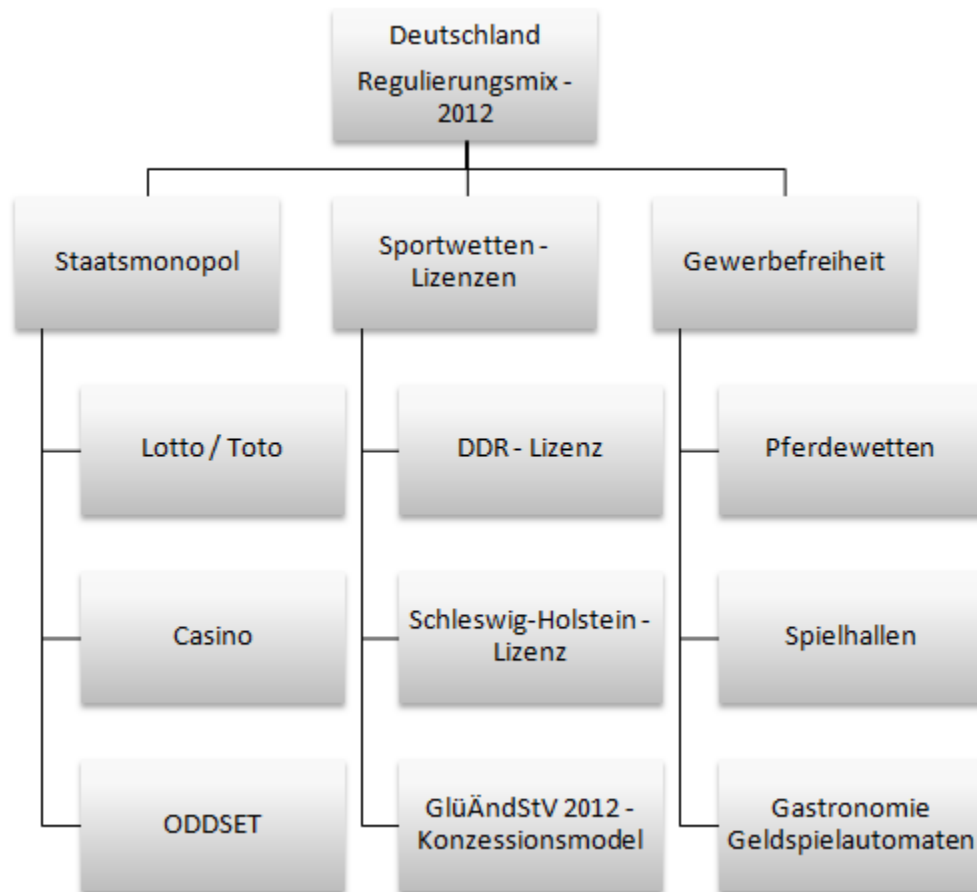 Deutschland
Regulierungsmix -
2012
Staatsmonopol
Sportwetten -
Lizenzen
Gewerbefreiheit
Lotto / Toto
DDR - Lizenz
Pferdewetten
Casino
Schleswig-Holstein -
Lizenz
Spielhallen
ODDSET
GlüÄndStV 2012 -
Konzessionsmodel
Gastronomie
Geldspielautomaten